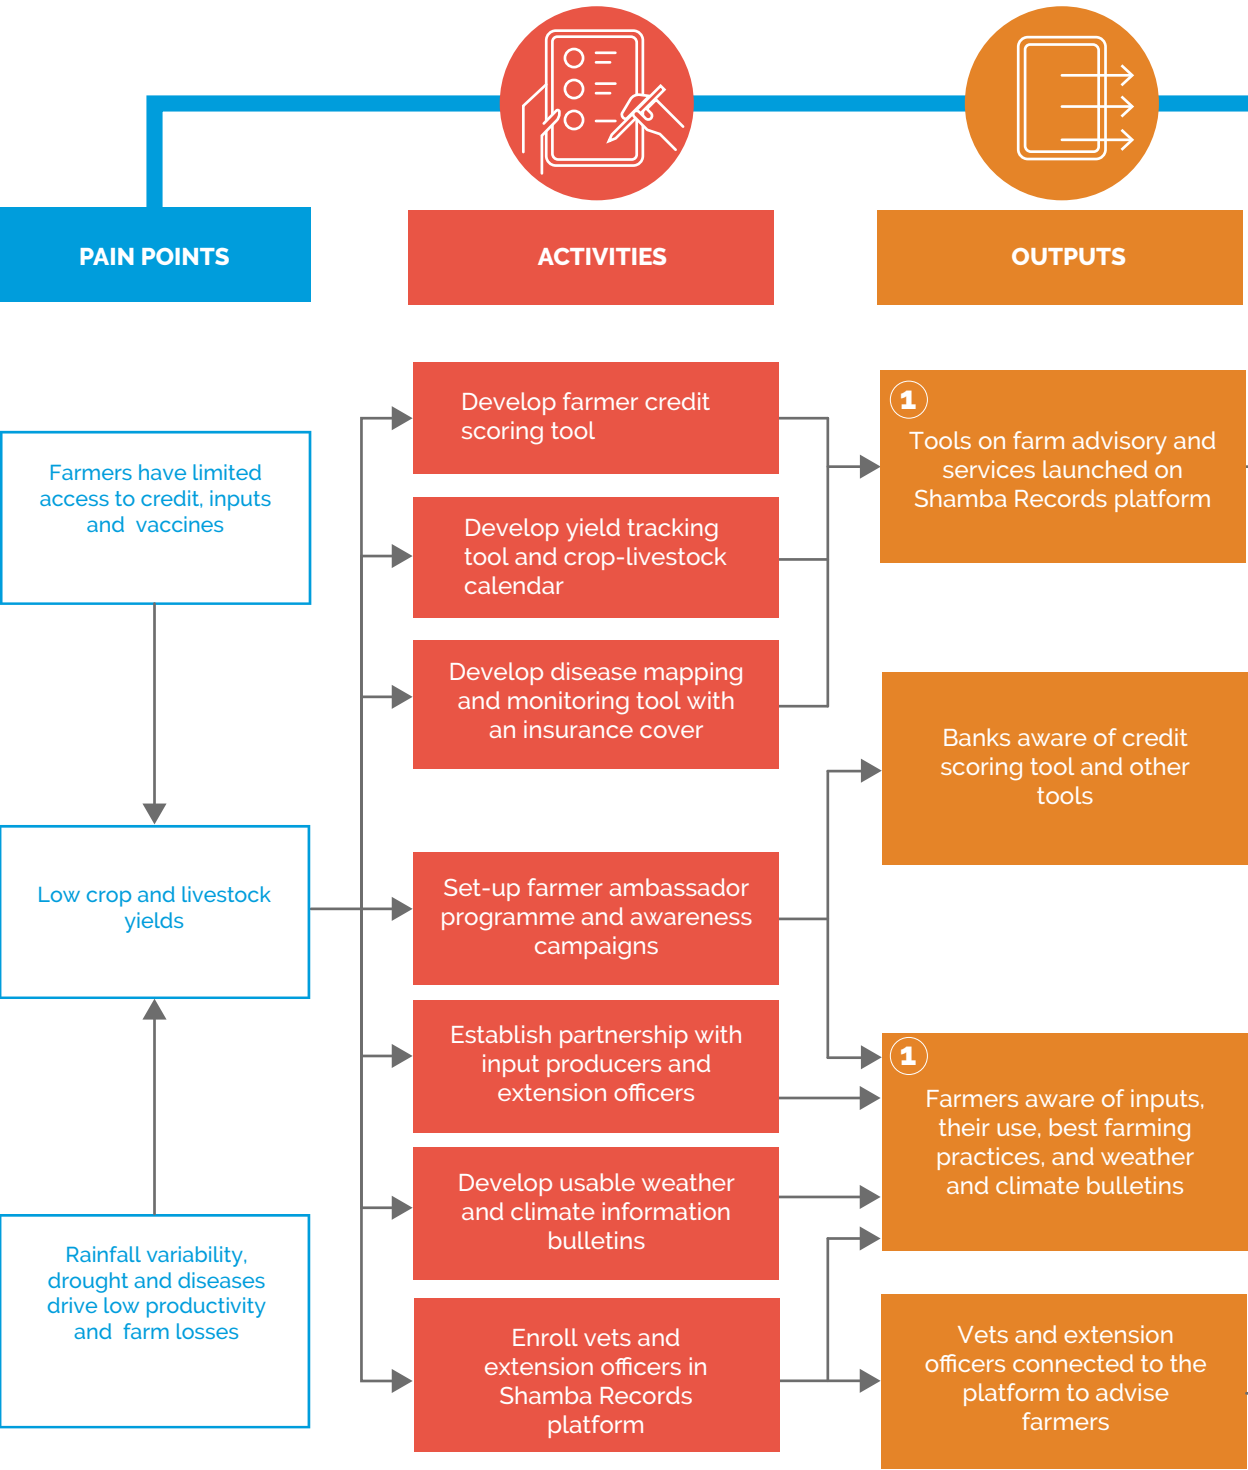 PAIN POINTS
ACTIVITIES
OUTPUTS
Farmers have limited
access to credit, inputs
and vaccines
Low crop and livestock
yields
Rainfall variability,
drought and diseases
drive low productivity
and farm losses
Develop farmer credit
scoring tool
Develop yield tracking
tool and crop-livestock
calendar
Develop disease mapping
and monitoring tool with
an insurance cover
Set-up farmer ambassador
programme and awareness
campaigns
Establish partnership with
input producers and
extension officers
Develop usable weather
and climate information
bulletins
Enroll vets and
extension officers in
Shamba Records
platform
1
Tools on farm advisory and
services launched on
Shamba Records platform
Banks aware of credit
scoring tool and other
tools
1
Farmers aware of inputs,
their use, best farming
practices, and weather
and climate bulletins
Vets and extension
officers connected to the
platform to advise
farmers